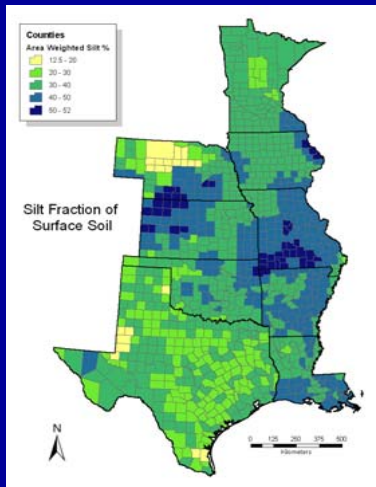 Counties
Area Weighted Silt %
12.5 - 20
20 - 30
30 - 40
40 - 50
50 - 52
Silt Fraction of
Surface Soil
N
0 125 250 375 500
Kilometers